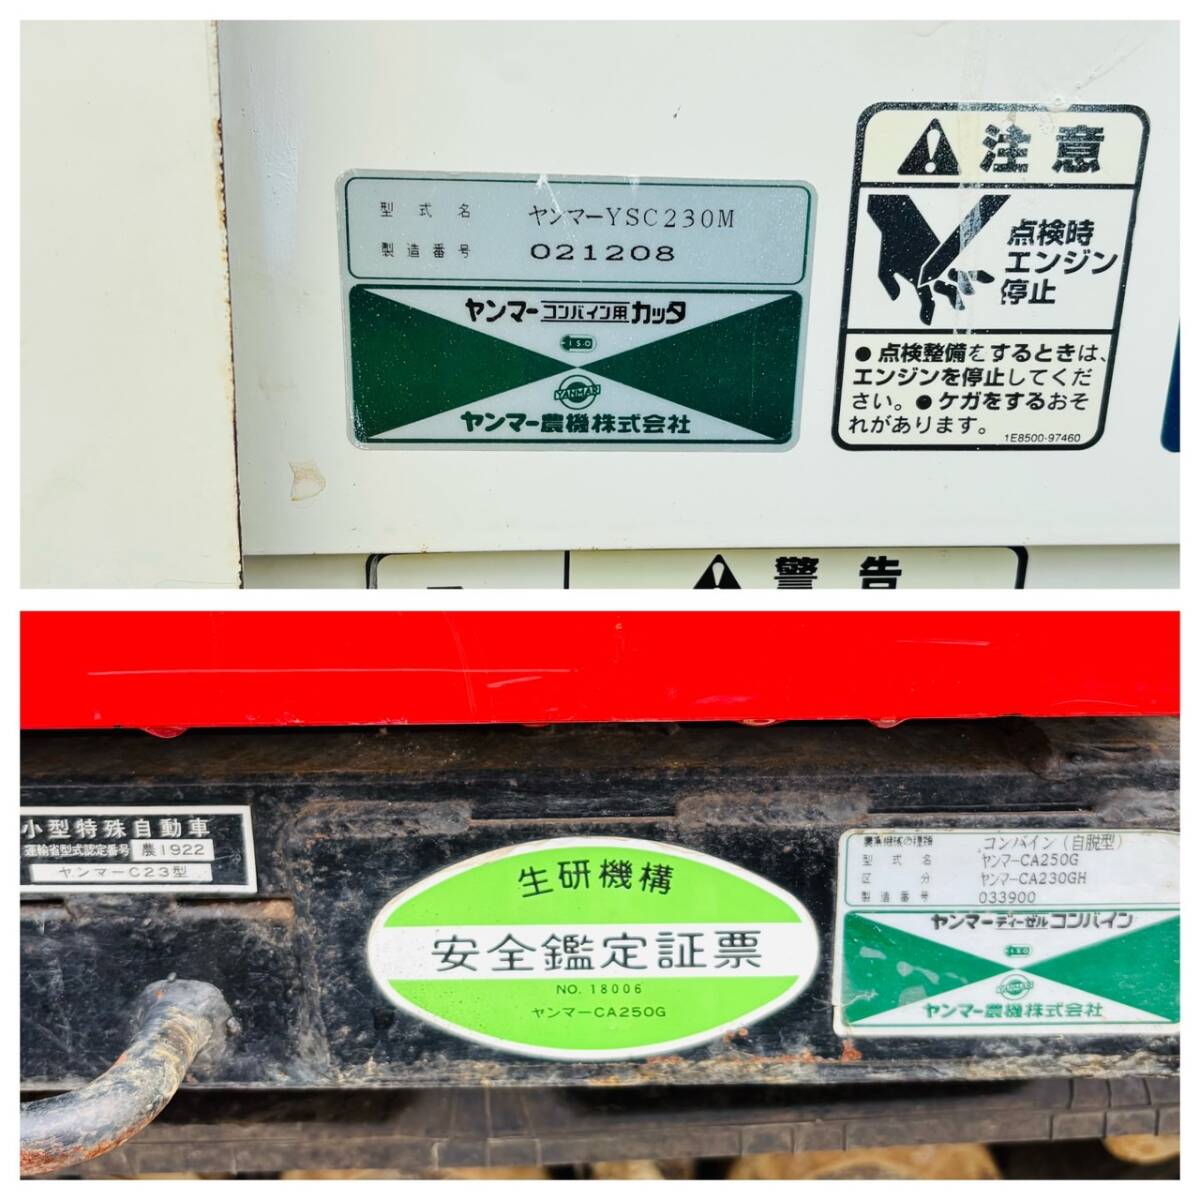 型式名 ヤンマーYSC230M
製造番号 021208
ヤンマーコンバイン用カッタ
ISO
YANMAR
ヤンマー農機株式会社
注意
点検時
エンジン
停止
●点検整備をするときは、
エンジンを停止してくだ
さい。●ケガをするおそ
れがあります。
1E8500-97460
警告
小型特殊自動車
運輸省型式認定番号 農1922
ヤンマーC23型
生研機構
安全鑑定証票
NO. 18006
ヤンマーCA250G
農業機械の種類 コンバイン(自脱型)
型式名 ヤンマーCA250G
区分 ヤンマーCA230GH
製造番号 033900
ヤンマーディーゼルコンバイン
ISO
YANMAR
ヤンマー農機株式会社